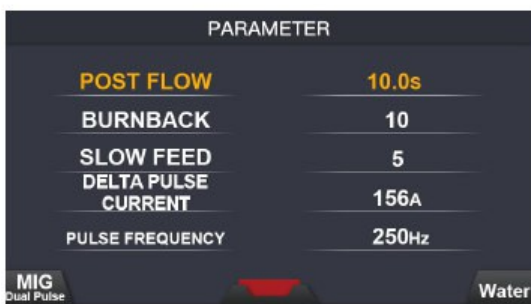 PARAMETER
POST FLOW 10.0s
BURNBACK 10
SLOW FEED 5
DELTA PULSE
CURRENT 156A
PULSE FREQUENCY 250Hz
MIG
Dual Pulse
Water